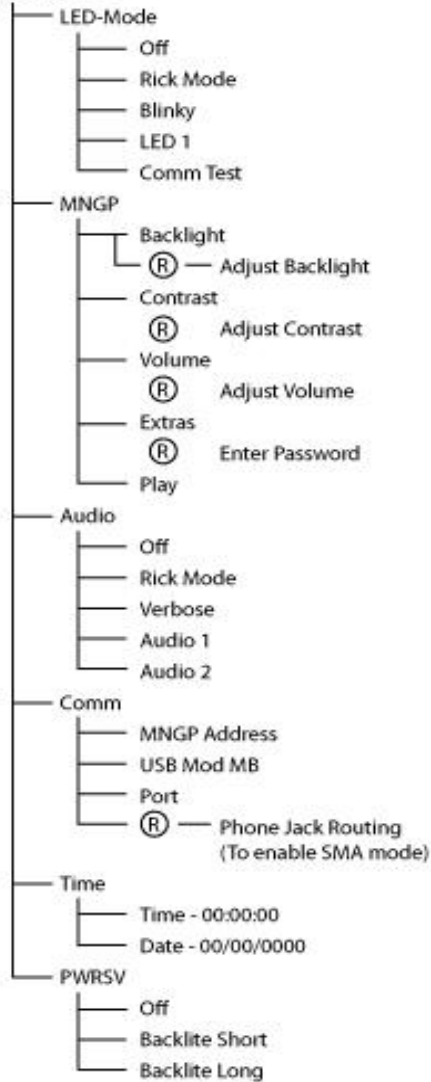 LED-Mode
Off
Rick Mode
Blinky
LED 1
Comm Test
MNGP
Backlight
R Adjust Backlight
Contrast
R Adjust Contrast
Volume
R Adjust Volume
Extras
R Enter Password
Play
Audio
Off
Rick Mode
Verbose
Audio 1
Audio 2
Comm
MNGP Address
USB Mod MB
Port
R Phone Jack Routing
(To enable SMA mode)
Time
Time - 00:00:00
Date - 00/00/0000
PWRSV
Off
Backlite Short
Backlite Long